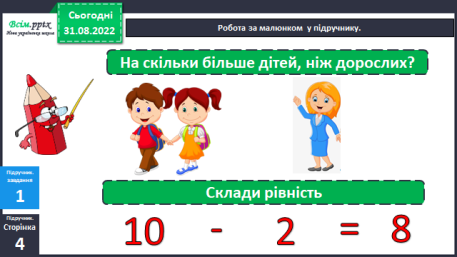 Всім.pptx
Нова українська школа
Сьогодні
31.08.2022
Робота за малюнком у підручнику.
На скільки більше дітей, ніж дорослих?
Підручник.
завдання
1
Підручник.
Сторінка
4
Склади рівність
10 - 2 = 8